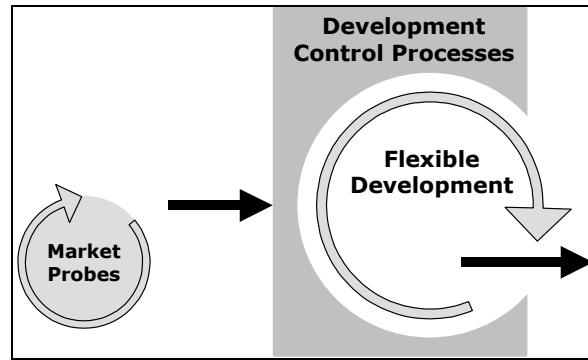 Development
Control Processes
Flexible
Development
Market
Probes